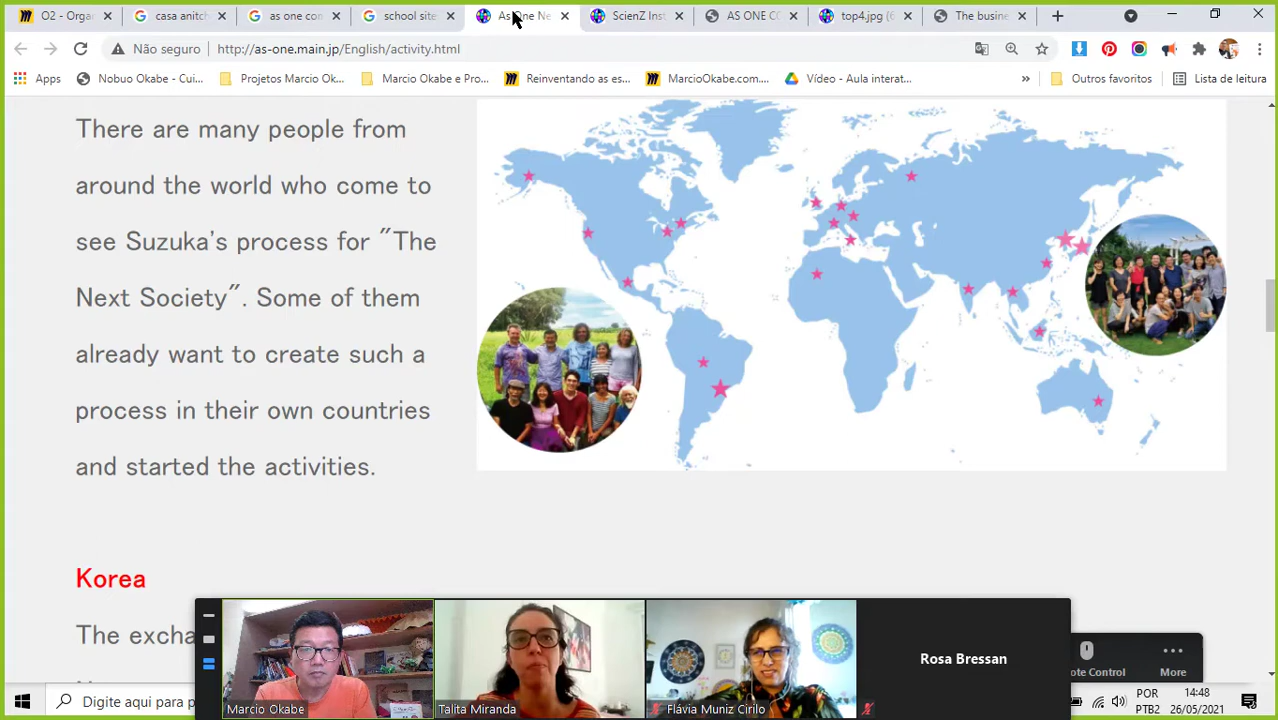 O2 - Organ
casa anitch
as one con
school site
As One Ne
ScienZ Inst
AS ONE CO
top4.jpg (6
The busine
Não seguro http://as-one.main.jp/English/activity.html
Apps Nobuo Okabe - Cui... Projetos Marcio Ok... Marcio Okabe e Pro... Reinventando as es... MarcioOkabe.com.... Vídeo - Aula interat... » Outros favoritos Lista de leitura
There are many people from
around the world who come to
see Suzuka's process for "The
Next Society". Some of them
already want to create such a
process in their own countries
and started the activities.
Korea
The excha
Marcio Okabe
Talita Miranda
Flávia Muniz Cirilo
Rosa Bressan
ote Control
More
Digite aqui para p
POR
PTB2
14:48
26/05/2021